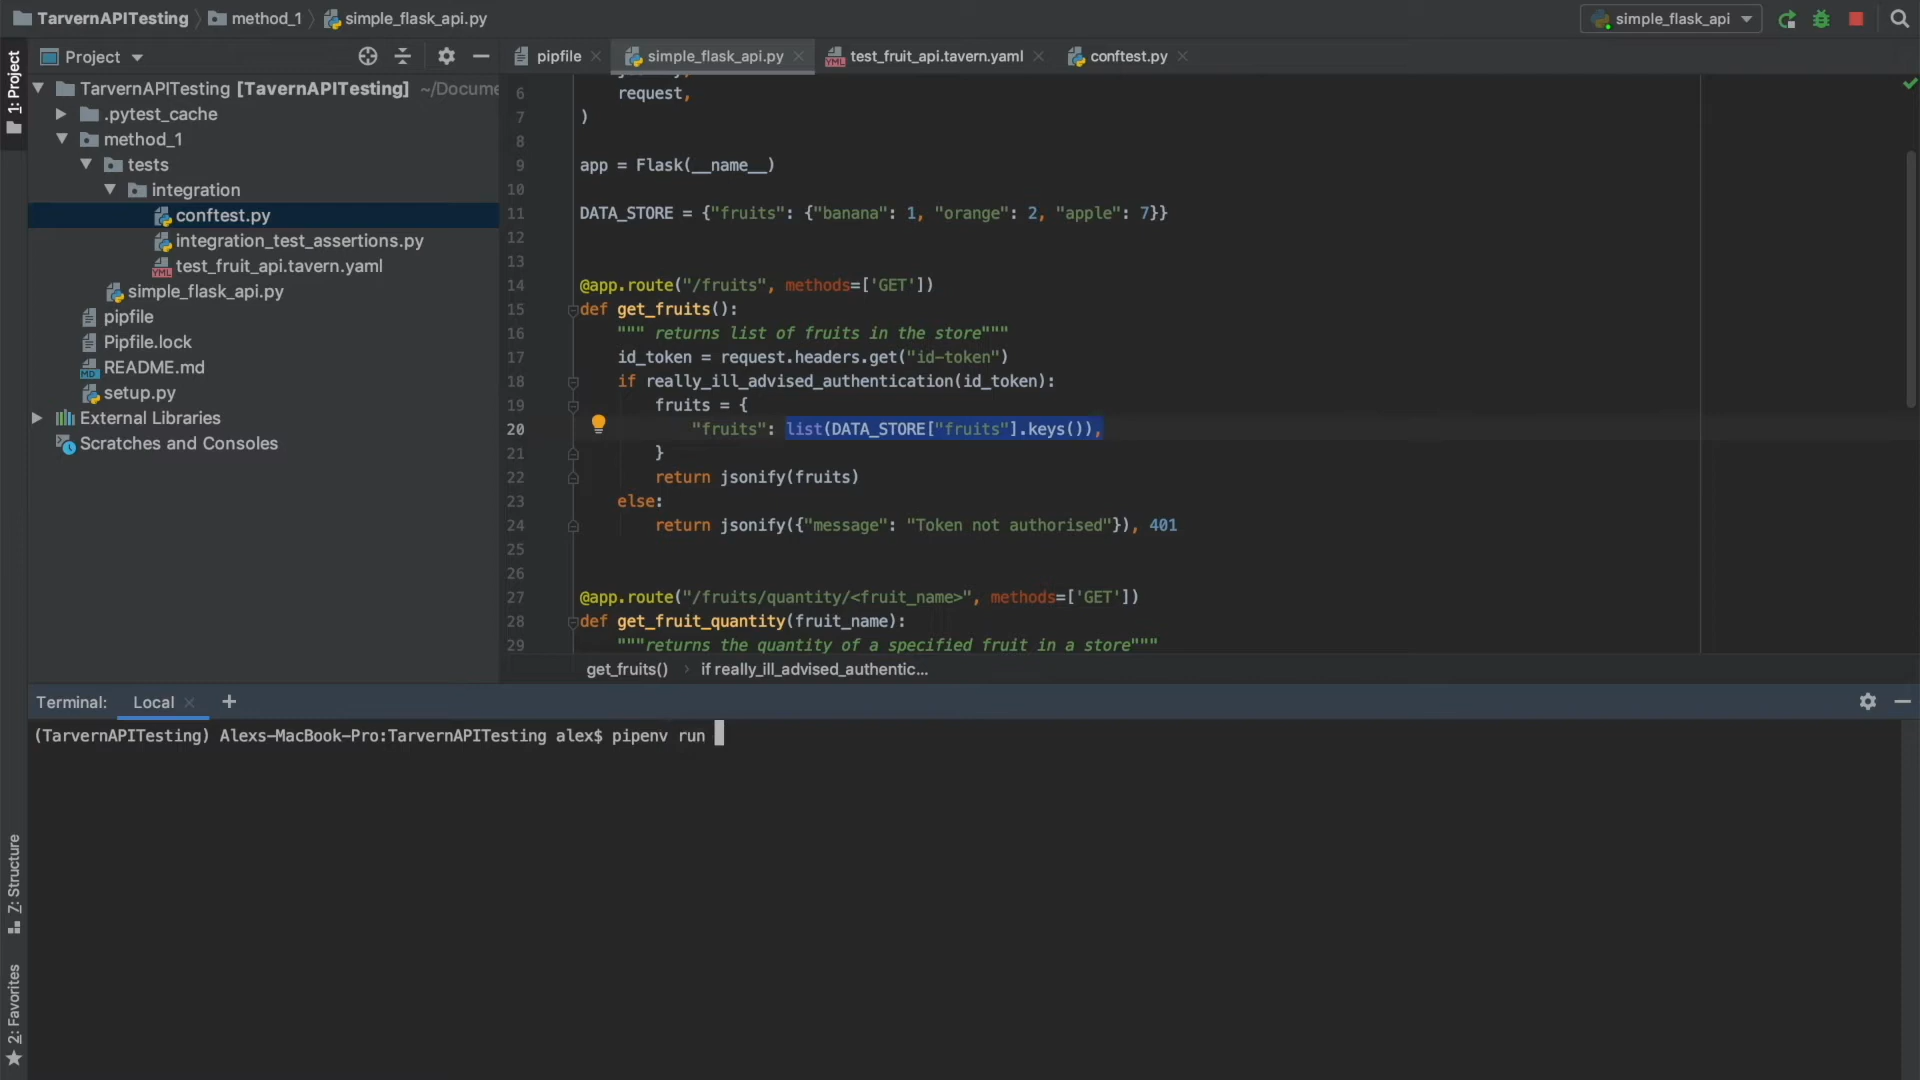 TarvernAPITesting
method_1
simple_flask_api.py
simple_flask_api
1: Project
Project
pipfile
simple_flask_api.py
test_fruit_api.tavern.yaml
conftest.py
TarvernAPITesting [TavernAPITesting] ~/Docume
.pytest_cache
method_1
tests
integration
conftest.py
integration_test_assertions.py
test_fruit_api.tavern.yaml
simple_flask_api.py
pipfile
Pipfile.lock
README.md
setup.py
External Libraries
Scratches and Consoles
6 request,
7 )
8
9 app = Flask(__name__)
10
11 DATA_STORE = {"fruits": {"banana": 1, "orange": 2, "apple": 7}}
12
13
14 @app.route("/fruits", methods=['GET'])
15 def get_fruits():
16 """ returns list of fruits in the store"""
17 id_token = request.headers.get("id-token")
18 if really_ill_advised_authentication(id_token):
19 fruits = {
20 "fruits": list(DATA_STORE["fruits"].keys()),
21 }
22 return jsonify(fruits)
23 else:
24 return jsonify({"message": "Token not authorised"}), 401
25
26
27 @app.route("/fruits/quantity/<fruit_name>", methods=['GET'])
28 def get_fruit_quantity(fruit_name):
29 """returns the quantity of a specified fruit in a store"""
get_fruits()
if really_ill_advised_authentic...
Terminal:
Local
+
(TarvernAPITesting) Alexs-MacBook-Pro:TarvernAPITesting alex$ pipenv run
Z: Structure
2: Favorites